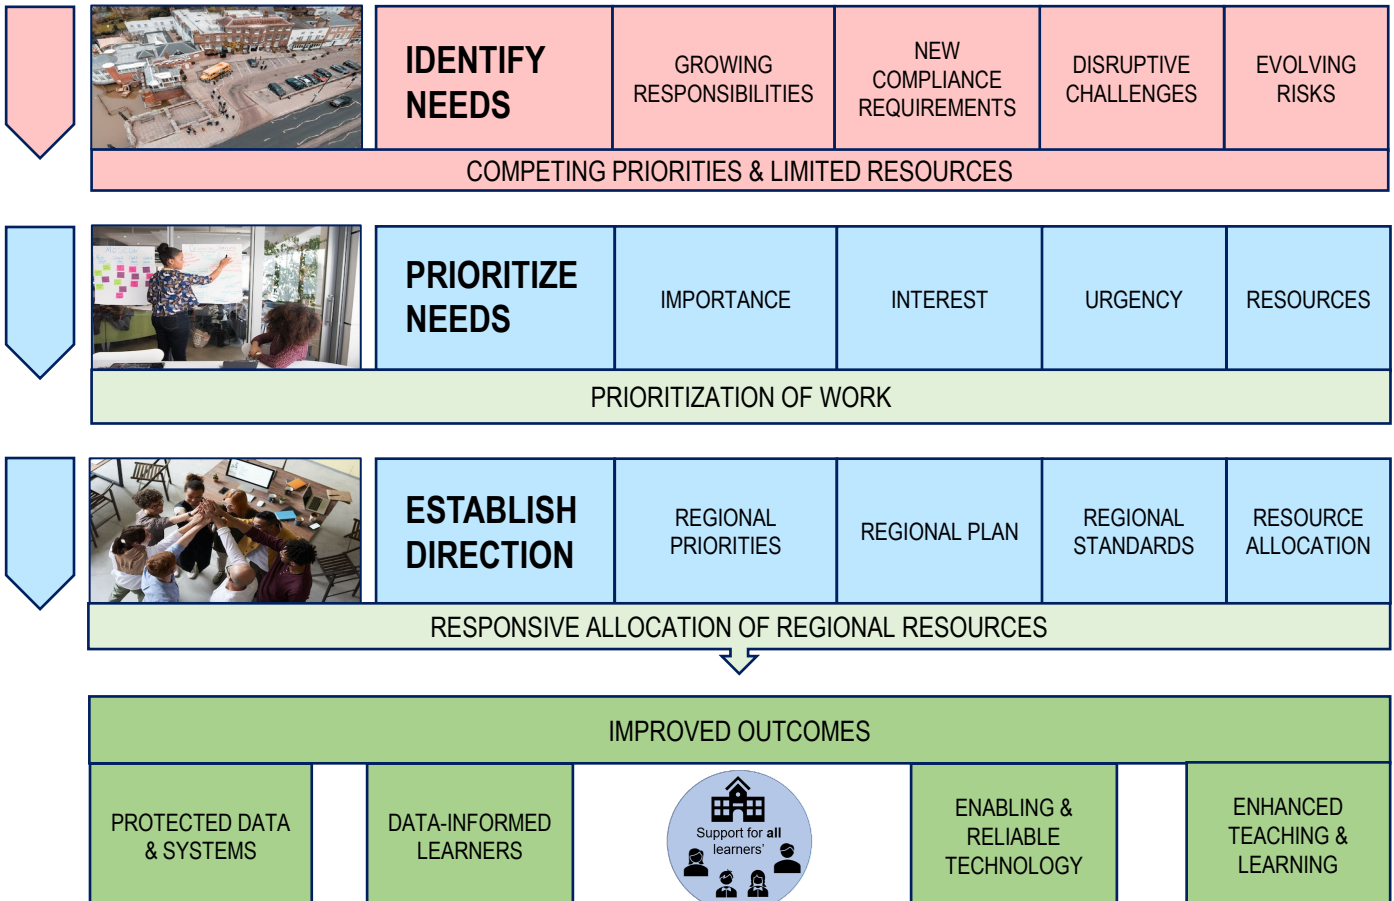 IDENTIFY
NEEDS
GROWING
RESPONSIBILITIES
NEW
COMPLIANCE
REQUIREMENTS
DISRUPTIVE
CHALLENGES
EVOLVING
RISKS
COMPETING PRIORITIES & LIMITED RESOURCES
PRIORITIZE
NEEDS
IMPORTANCE
INTEREST
URGENCY
RESOURCES
PRIORITIZATION OF WORK
ESTABLISH
DIRECTION
REGIONAL
PRIORITIES
REGIONAL PLAN
REGIONAL
STANDARDS
RESOURCE
ALLOCATION
RESPONSIVE ALLOCATION OF REGIONAL RESOURCES
IMPROVED OUTCOMES
PROTECTED DATA
& SYSTEMS
DATA-INFORMED
LEARNERS
Support for all
learners'
ENABLING &
RELIABLE
TECHNOLOGY
ENHANCED
TEACHING &
LEARNING